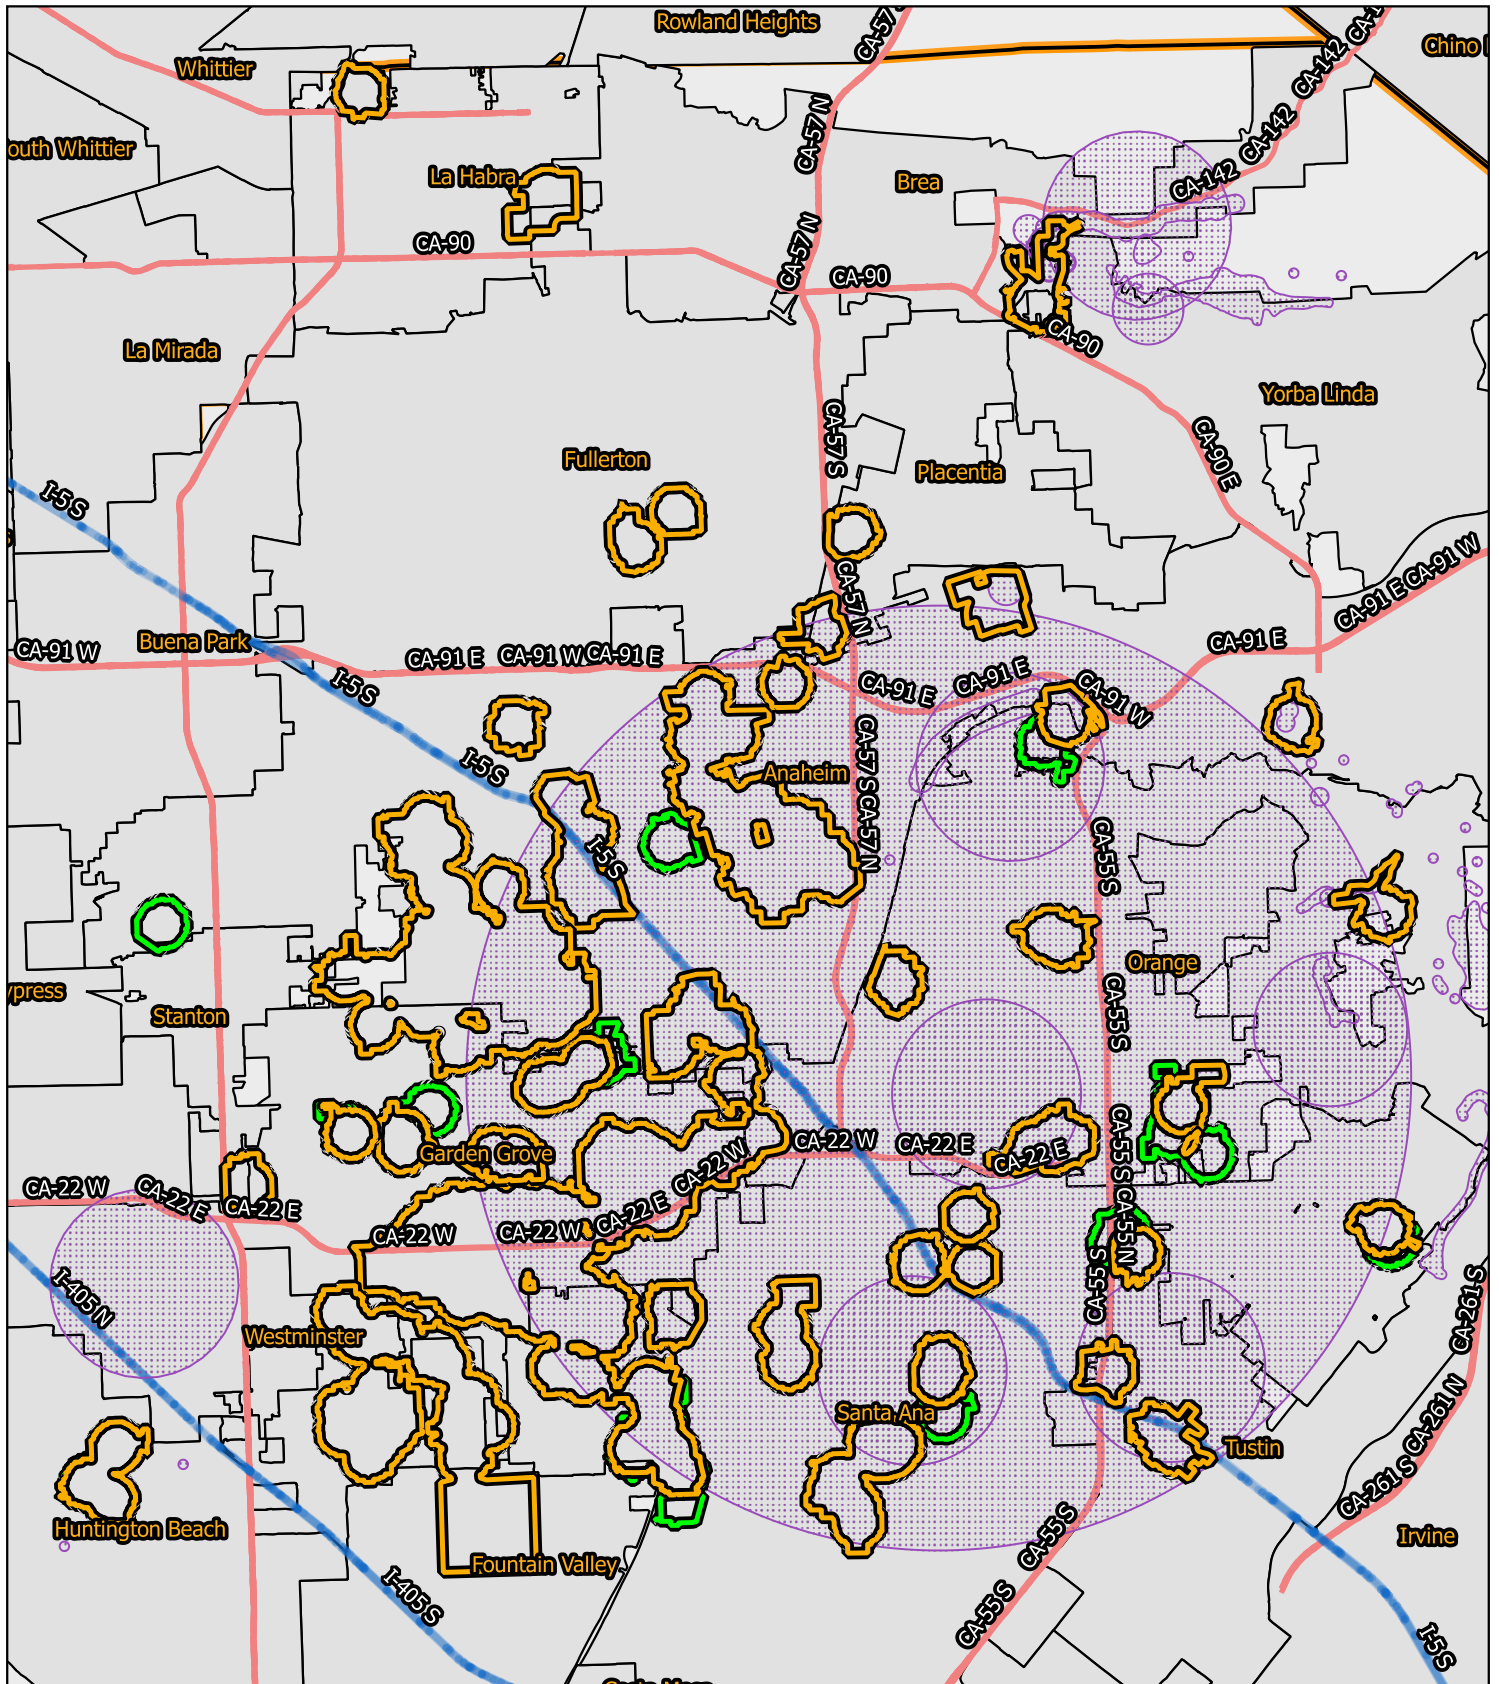 Rowland Heights
CA-57 S
CA-142
Chino
Whittier
CA-142
CA-57 N
CA-142
outh Whittier
La Habra
Brea
CA-142
CA-90
CA-57 N
CA-90
CA-90
La Mirada
Yorba Linda
CA-57 S
CA-90 E
Fullerton
Placentia
I-5 S
CA-91 W
CA-91 E
CA-57 N
Buena Park
CA-91 W
CA-91 E
CA-91 W
CA-91 E
CA-91 E
I-5 S
CA-91 E
CA-91 E
CA-91 W
I-5 S
Anaheim
CA-57 S
CA-57 N
I-5 S
CA-55 S
Orange
ypress
Stanton
CA-55 S
Garden Grove
CA-22 W
CA-22 E
CA-22 E
CA-55 S
CA-22 W
CA-22 W
CA-22 E
CA-22 E
CA-22 W
CA-22 W
CA-22 E
CA-55 N
CA-55 S
I-405 N
Westminster
CA-261 S
Santa Ana
CA-261 N
Tustin
CA-261 S
Huntington Beach
Irvine
Fountain Valley
CA-55 S
I-405 S
CA-55 S
I-5 S